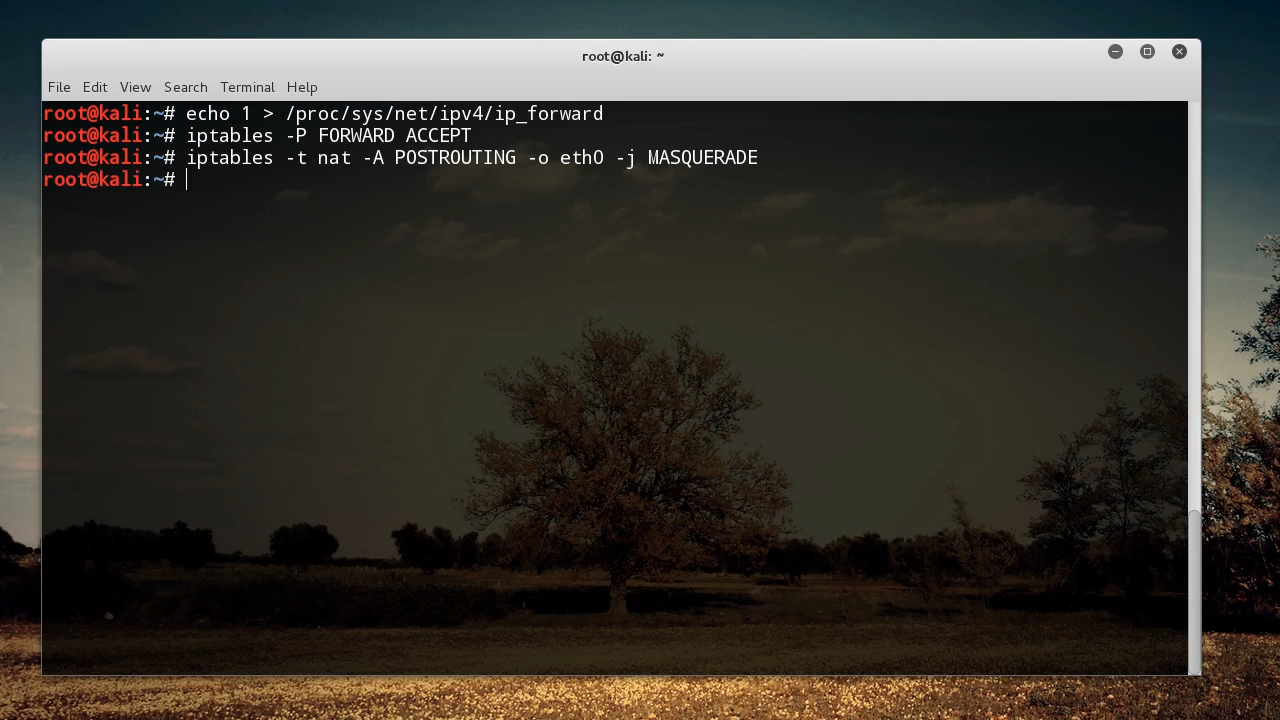 root@kali: ~
File Edit View Search Terminal Help
root@kali:~# echo 1 > /proc/sys/net/ipv4/ip_forward
root@kali:~# iptables -P FORWARD ACCEPT
root@kali:~# iptables -t nat -A POSTROUTING -o eth0 -j MASQUERADE
root@kali:~#